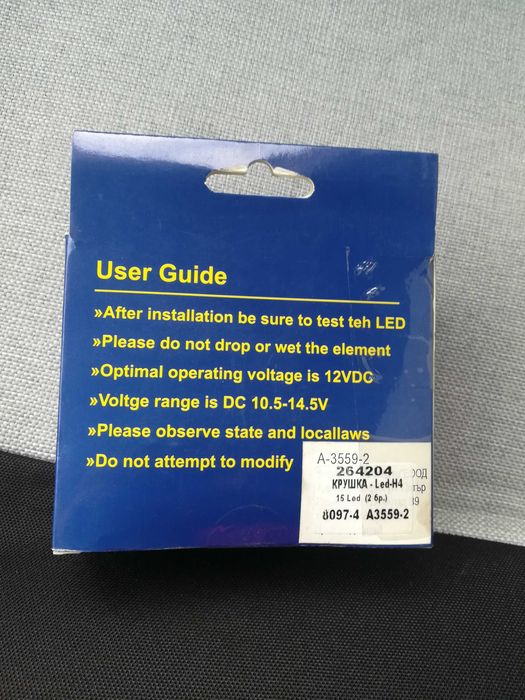 User Guide
»After installation be sure to test teh LED
»Please do not drop or wet the element
»Optimal operating voltage is 12VDC
»Voltge range is DC 10.5-14.5V
»Please observe state and locallaws
»Do not attempt to modify
A-3559-2
264204
КРУШКА - Led-H4
15 Led (2 бр.)
8097-4 A3559-2